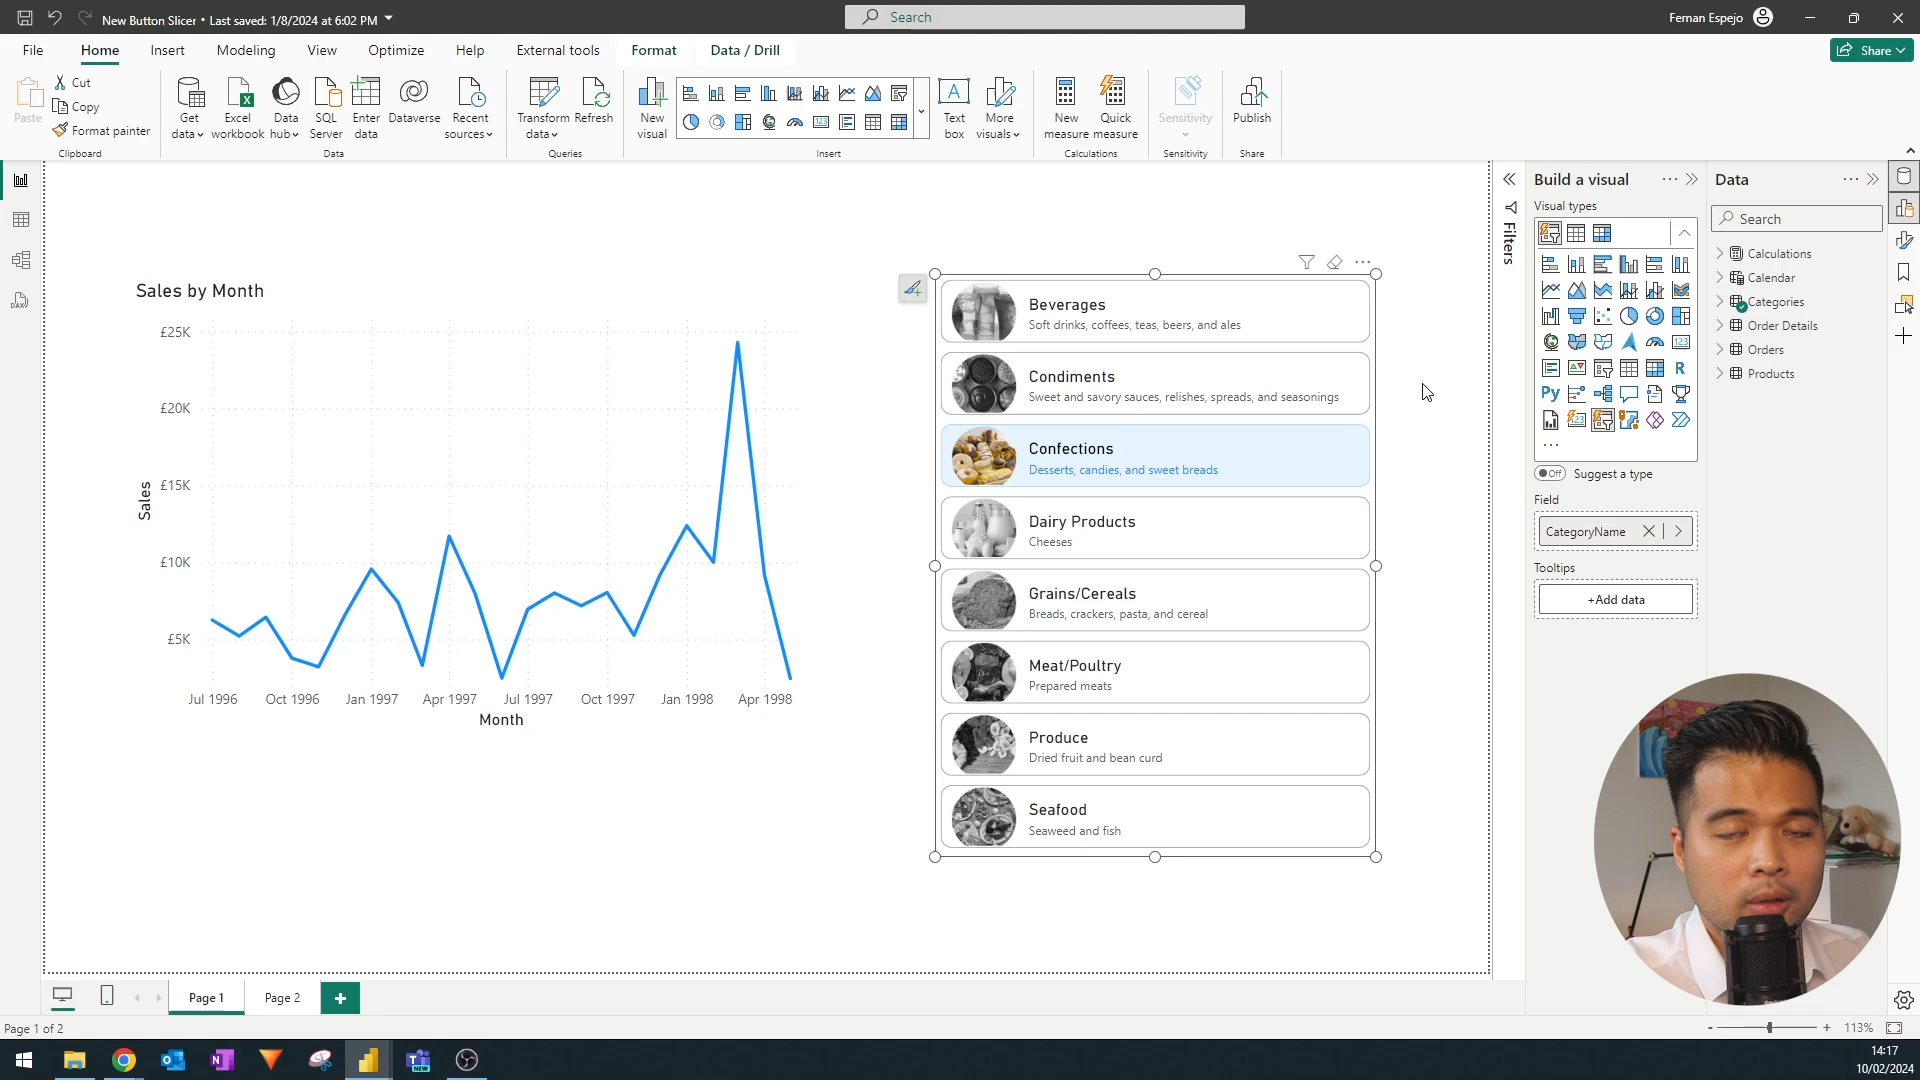 New Button Slicer • Last saved: 1/8/2024 at 6:02 PM
Search
Fernan Espejo
File
Home
Insert
Modeling
View
Optimize
Help
External tools
Format
Data / Drill
Share
Paste
Cut
Copy
Format painter
Clipboard
Get data
Excel workbook
Data hub
SQL Server
Enter data
Dataverse
Recent sources
Data
Transform data
Refresh
Queries
New visual
Text box
More visuals
Insert
New measure
Quick measure
Calculations
Sensitivity
Sensitivity
Publish
Share
Sales by Month
£25K
£20K
£15K
£10K
£5K
Sales
Jul 1996
Oct 1996
Jan 1997
Apr 1997
Jul 1997
Oct 1997
Jan 1998
Apr 1998
Month
Beverages
Soft drinks, coffees, teas, beers, and ales
Condiments
Sweet and savory sauces, relishes, spreads, and seasonings
Confections
Desserts, candies, and sweet breads
Dairy Products
Cheeses
Grains/Cereals
Breads, crackers, pasta, and cereal
Meat/Poultry
Prepared meats
Produce
Dried fruit and bean curd
Seafood
Seaweed and fish
Filters
Build a visual
Visual types
R
Py
Off
Suggest a type
Field
CategoryName
Tooltips
+Add data
Data
Search
Calculations
Calendar
Categories
Order Details
Orders
Products
Page 1
Page 2
Page 1 of 2
113%
14:17
10/02/2024